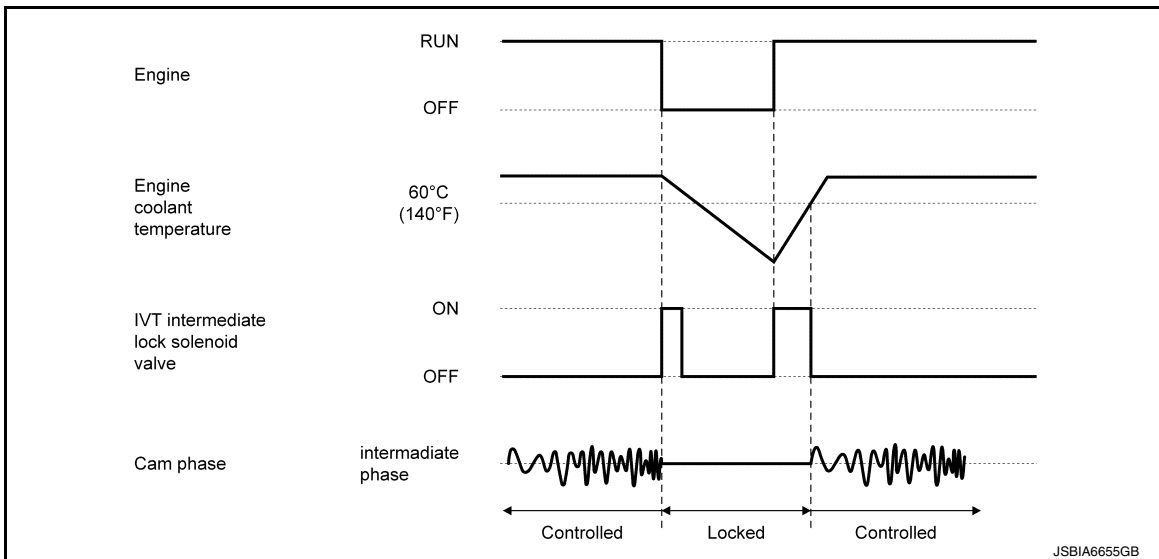 RUN
Engine
OFF
Engine
coolant
temperature
60°C
(140°F)
ON
IVT intermediate
lock solenoid
valve
OFF
Cam phase
intermadiate
phase
Controlled
Locked
Controlled
JSBIA6655GB